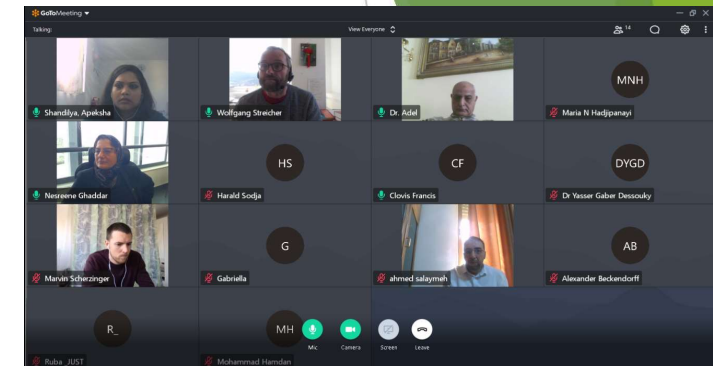 GoToMeeting
Talking:
View Everyone
14
Shandilya, Apeksha
Wolfgang Streicher
Dr. Adel
MNH
Maria N Hadjipanayi
Nesreene Ghaddar
HS
Harald Sodja
CF
Clovis Francis
DYGD
Dr Yasser Gaber Dessouky
Marvin Scherzinger
G
Gabriella
ahmed salaymeh
AB
Alexander Beckendorff
R_
Ruba _JUST
MH
Mohammad Hamdan
Mic
Camera
Screen
Leave